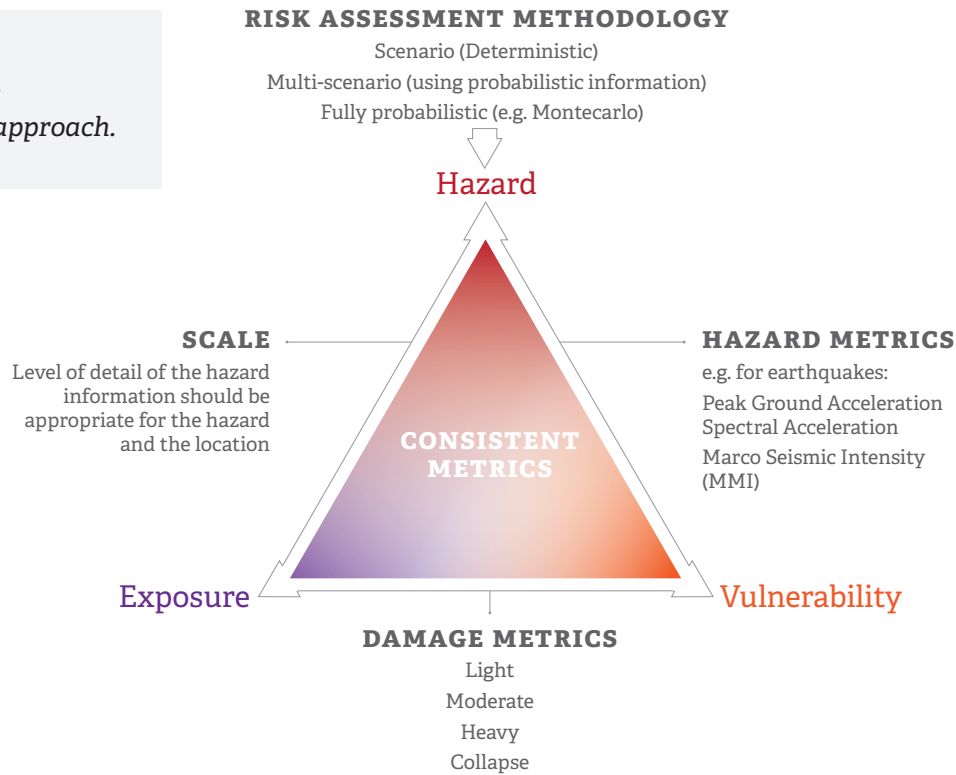 approach.
RISK ASSESSMENT METHODOLOGY
Scenario (Deterministic)
Multi-scenario (using probabilistic information)
Fully probabilistic (e.g. Montecarlo)
Hazard
SCALE
Level of detail of the hazard
information should be
appropriate for the hazard
and the location
HAZARD METRICS
e.g. for earthquakes:
Peak Ground Acceleration
Spectral Acceleration
Marco Seismic Intensity
(MMI)
CONSISTENT
METRICS
Exposure
Vulnerability
DAMAGE METRICS
Light
Moderate
Heavy
Collapse